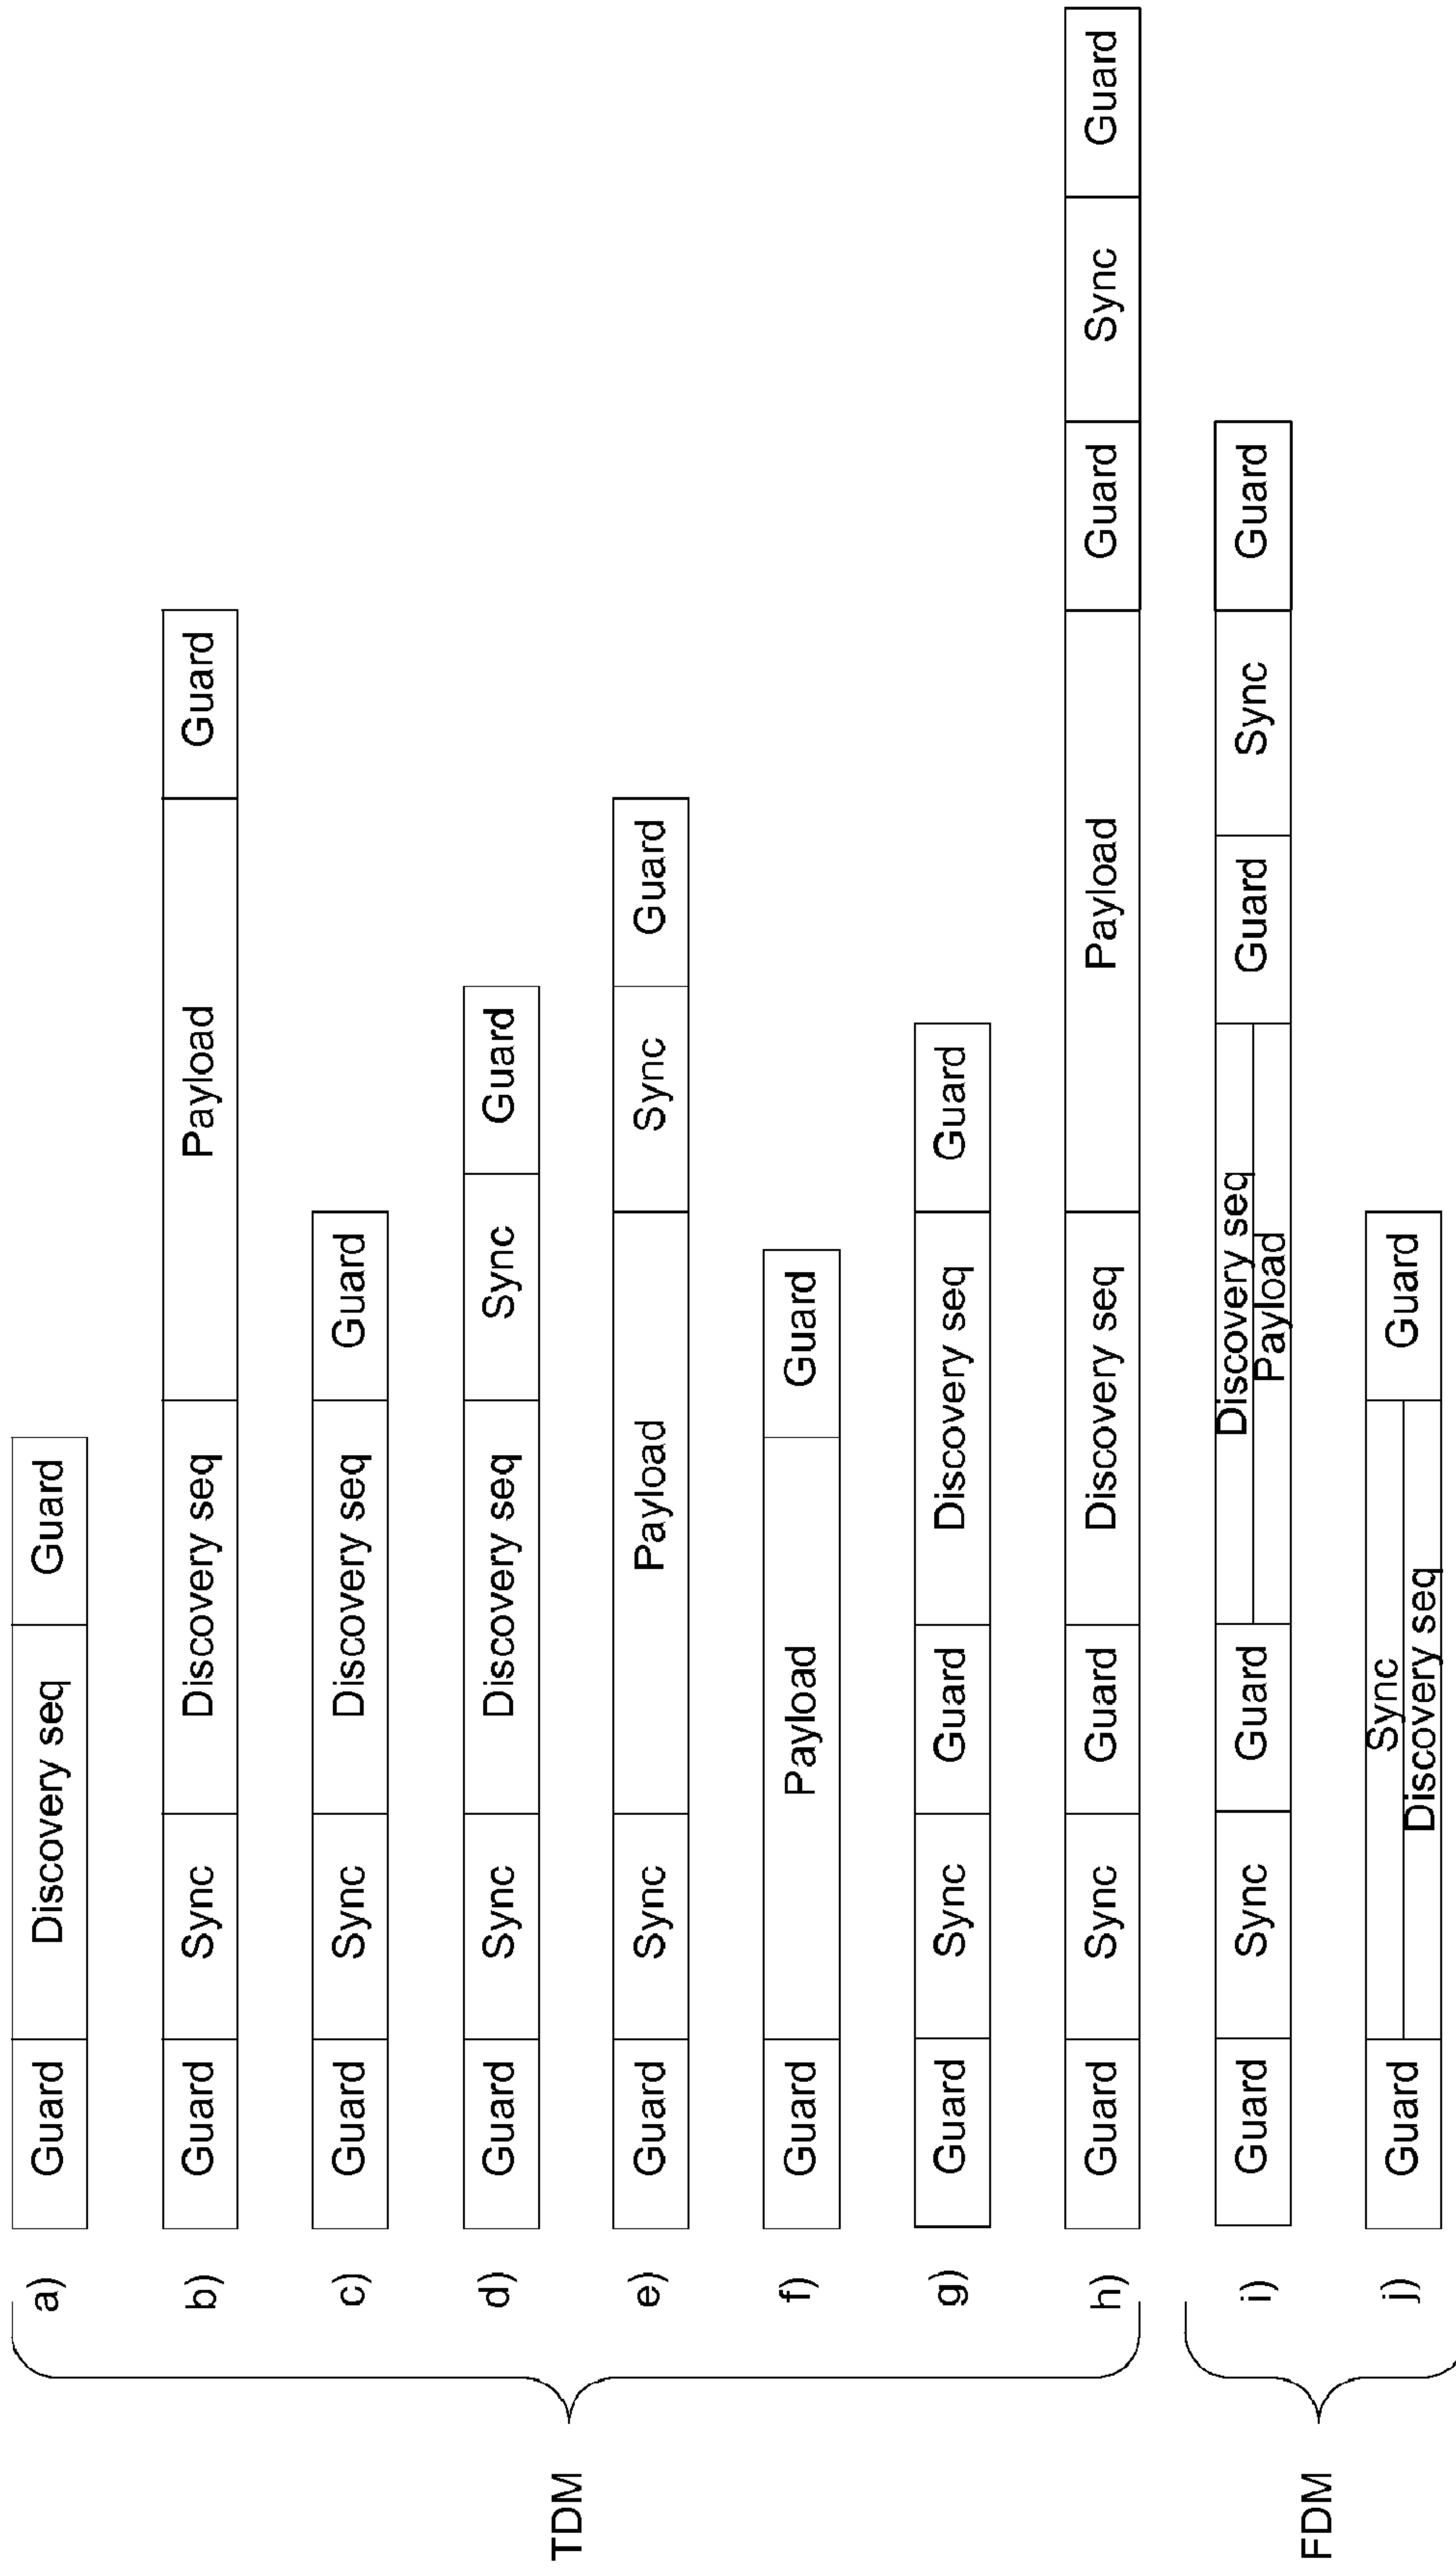 TDM
a)
Guard
Discovery seq
Guard
b)
Guard
Sync
Discovery seq
Payload
Guard
c)
Guard
Sync
Discovery seq
Guard
d)
Guard
Sync
Discovery seq
Sync
Guard
e)
Guard
Sync
Payload
Sync
Guard
f)
Guard
Payload
Guard
g)
Guard
Sync
Guard
Discovery seq
Guard
h)
Guard
Sync
Guard
Discovery seq
Payload
Guard
Sync
Guard
FDM
i)
Guard
Sync
Guard
Discovery seq
Payload
Guard
Sync
Guard
j)
Guard
Sync
Discovery seq
Guard